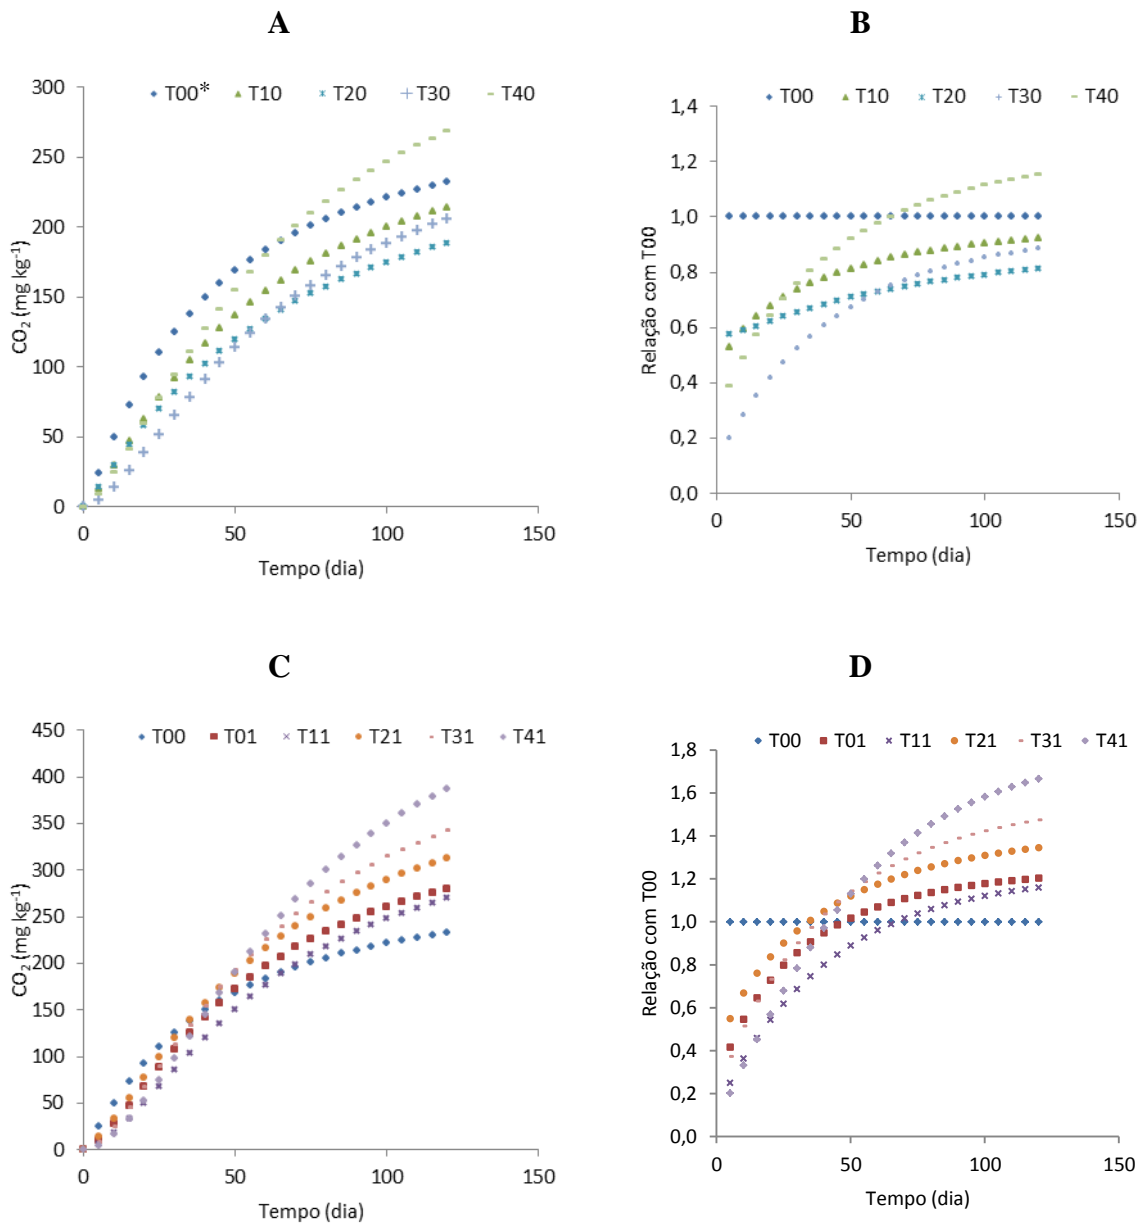 A
T00* T10 T20 T30 T40
300
250
200
150
100
50
0
CO₂ (mg kg⁻¹)
0 50 100 150
Tempo (dia)
B
T00 T10 T20 T30 T40
1,4
1,2
1,0
0,8
0,6
0,4
0,2
0,0
Relação com T00
0 50 100 150
Tempo (dia)
C
T00 T01 T11 T21 T31 T41
450
400
350
300
250
200
150
100
50
0
CO₂ (mg kg⁻¹)
0 50 100 150
Tempo (dia)
D
T00 T01 T11 T21 T31 T41
1,8
1,6
1,4
1,2
1,0
0,8
0,6
0,4
0,2
0,0
Relação com T00
0 50 100 150
Tempo (dia)